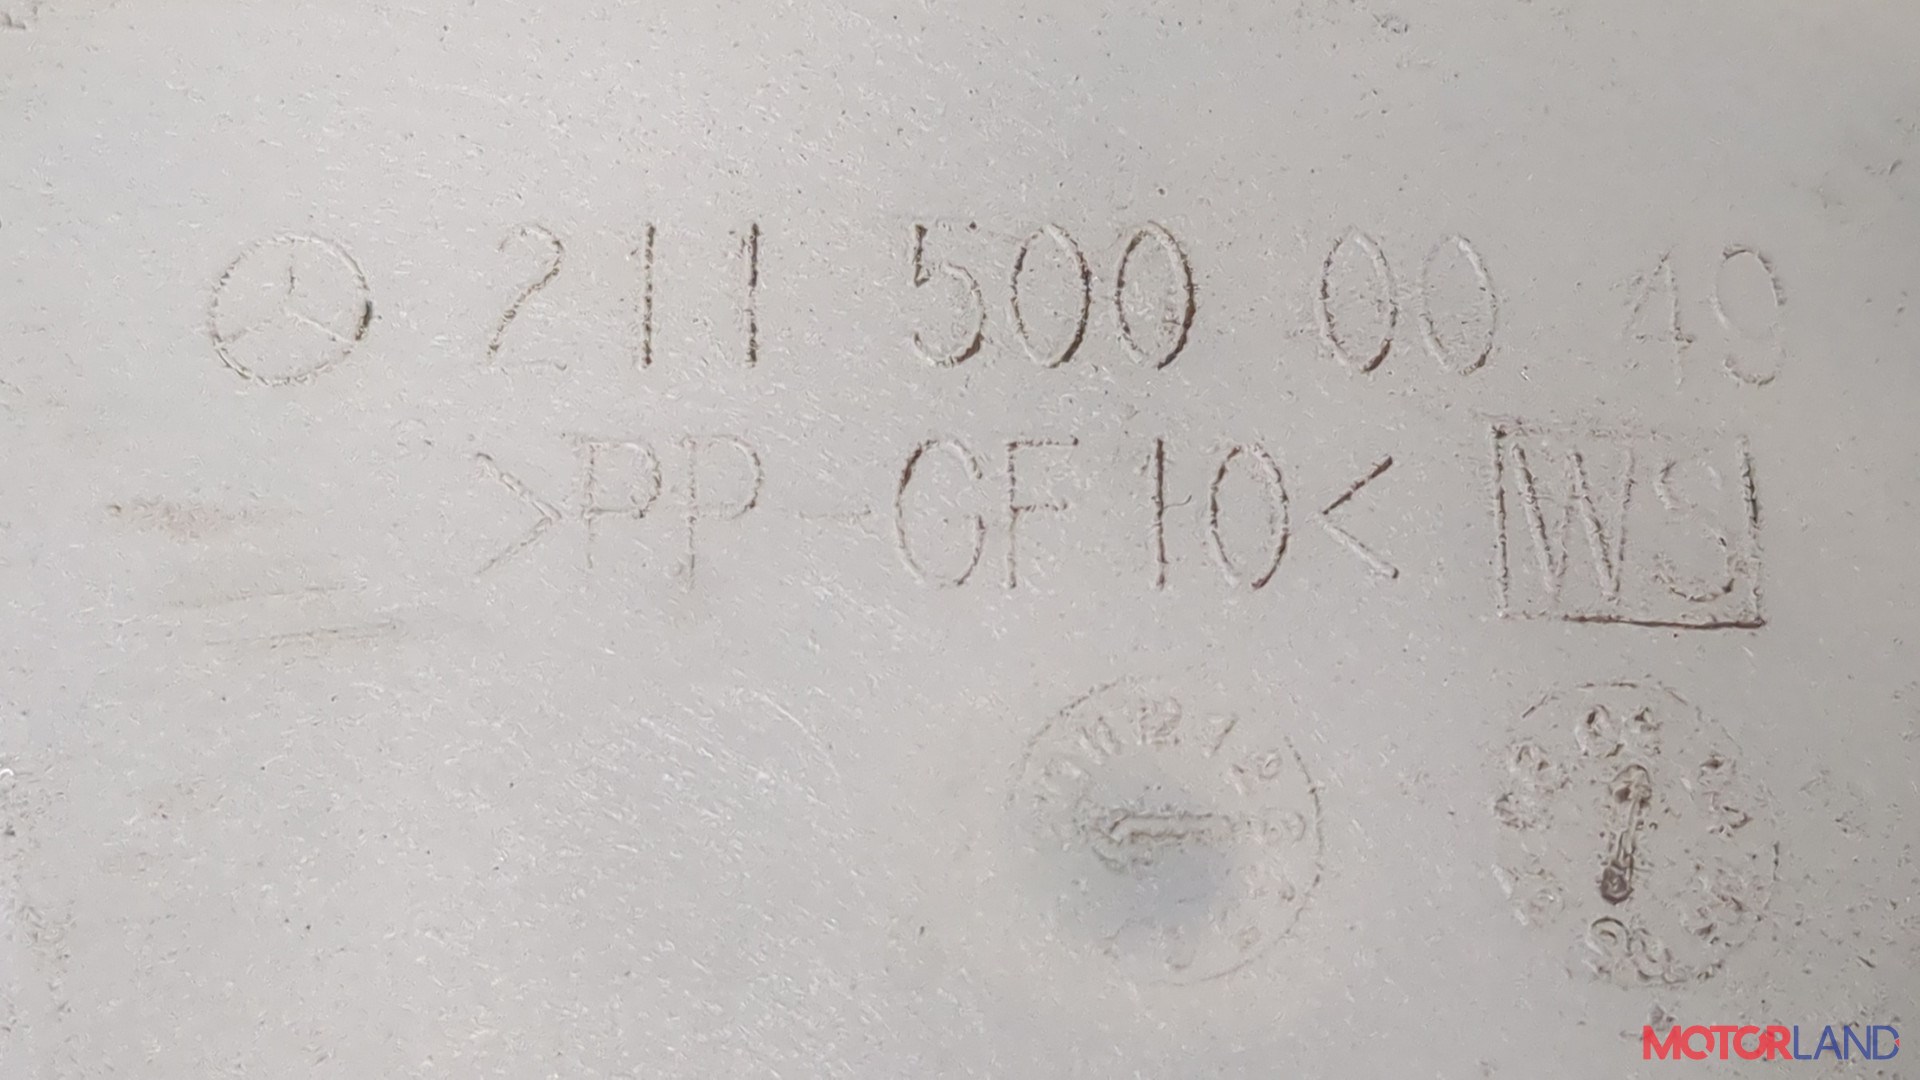 211 500 00 49
>PP-GF10< WS
MOTORLAND